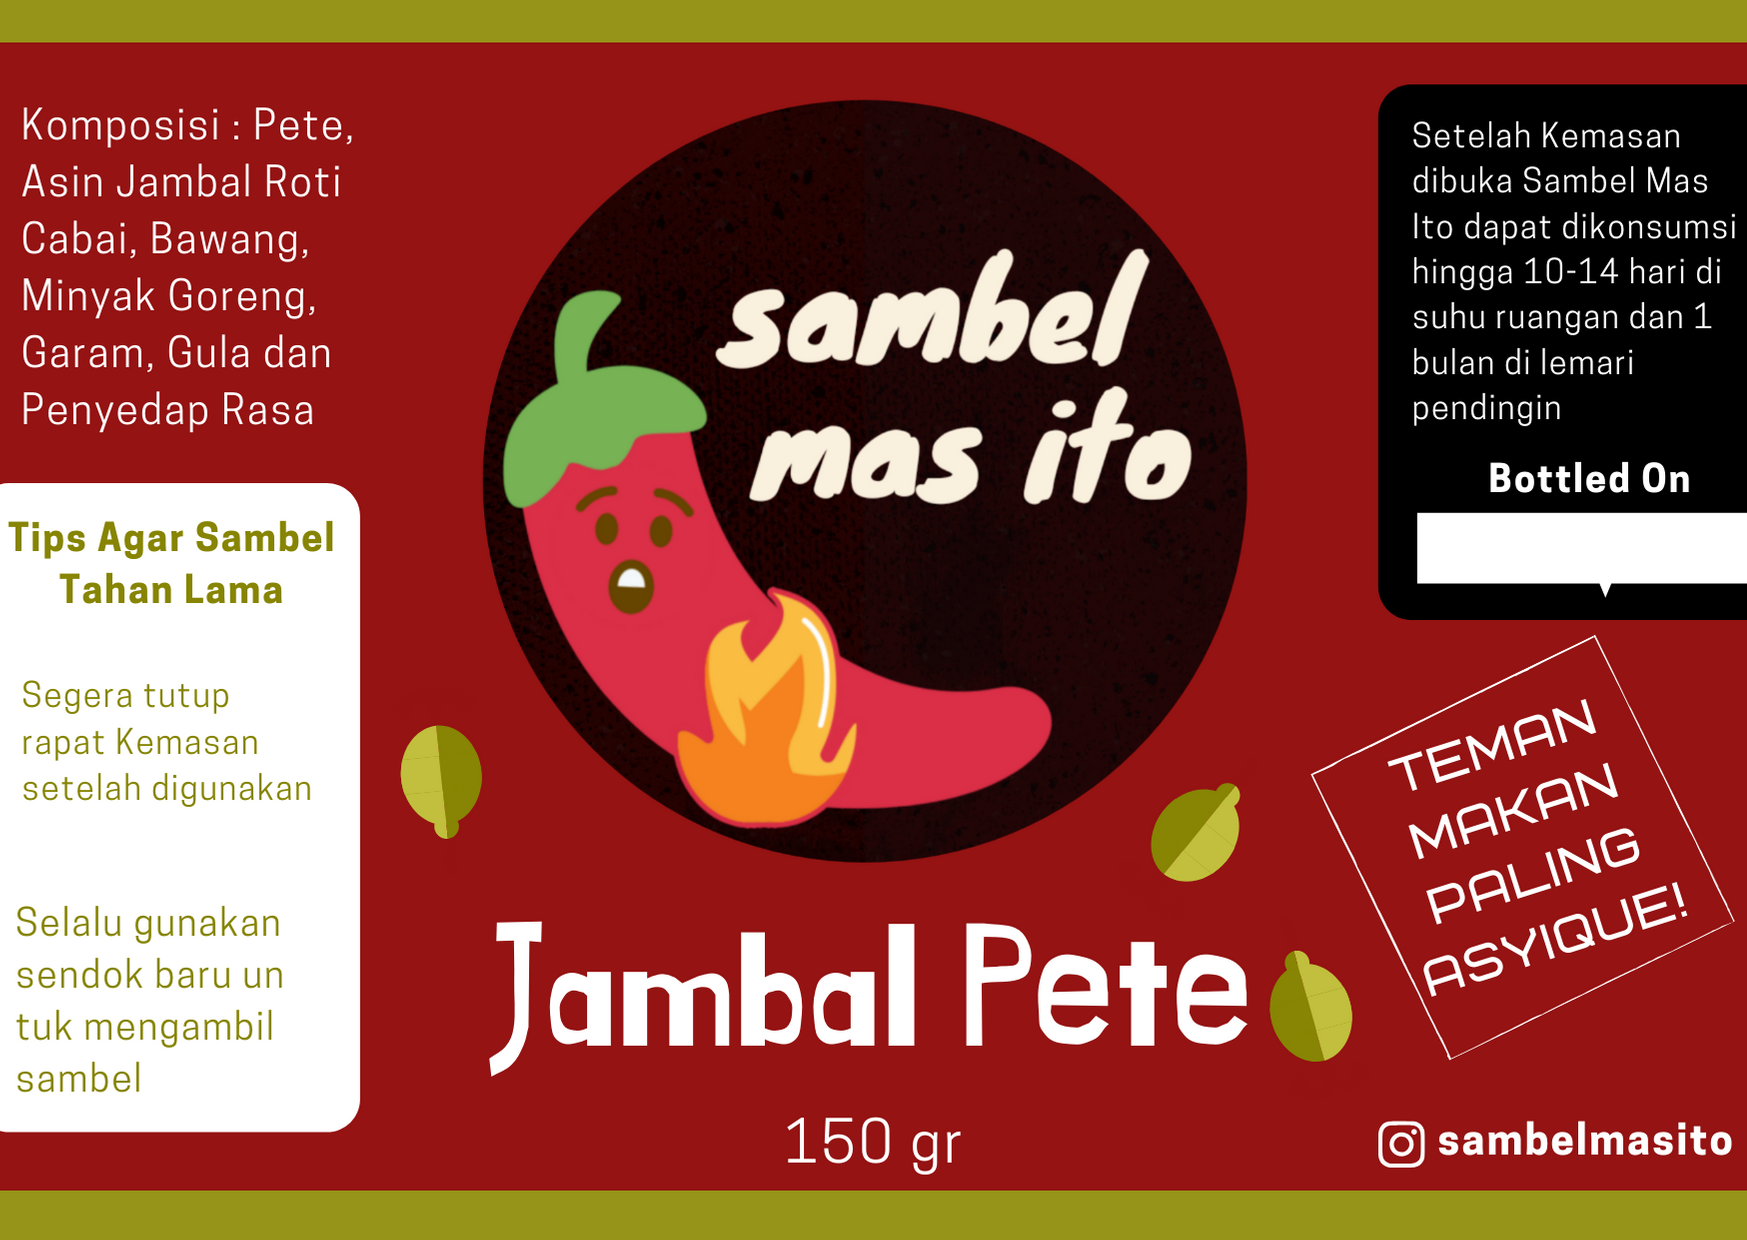 Komposisi : Pete,
Asin Jambal Roti
Cabai, Bawang,
Minyak Goreng,
Garam, Gula dan
Penyedap Rasa
Tips Agar Sambel
Tahan Lama
Segera tutup
rapat Kemasan
setelah digunakan
Selalu gunakan
sendok baru un
tuk mengambil
sambel
sambel
mas ito
Jambal Pete
150 gr
Setelah Kemasan
dibuka Sambel Mas
Ito dapat dikonsumsi
hingga 10-14 hari di
suhu ruangan dan 1
bulan di lemari
pendingin
Bottled On
TEMAN
MAKAN
PALING
ASYIQUE!
sambelmasito